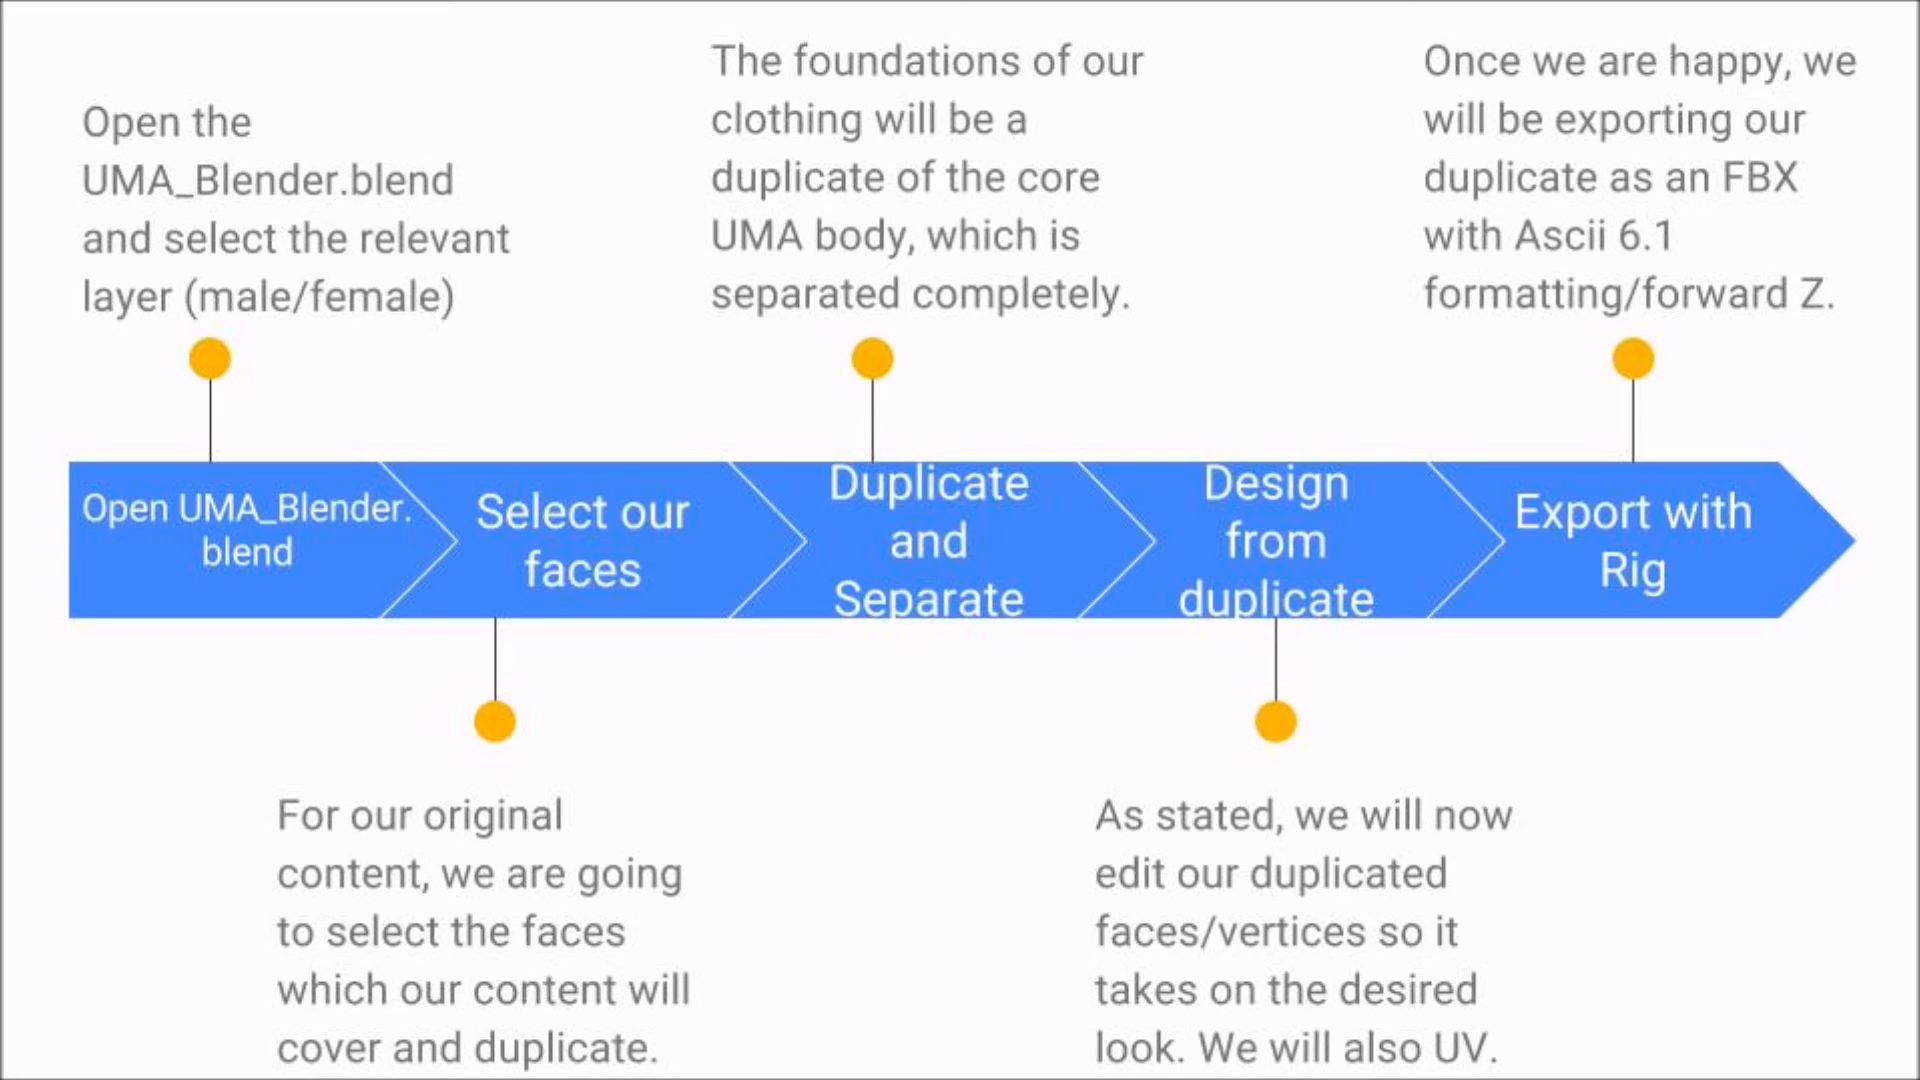 Open the
UMA_Blender.blend
and select the relevant
layer (male/female)
The foundations of our
clothing will be a
duplicate of the core
UMA body, which is
separated completely.
Once we are happy, we
will be exporting our
duplicate as an FBX
with Ascii 6.1
formatting/forward Z.
Open UMA_Blender.
blend
Select our
faces
Duplicate
and
Separate
Design
from
duplicate
Export with
Rig
For our original
content, we are going
to select the faces
which our content will
cover and duplicate.
As stated, we will now
edit our duplicated
faces/vertices so it
takes on the desired
look. We will also UV.